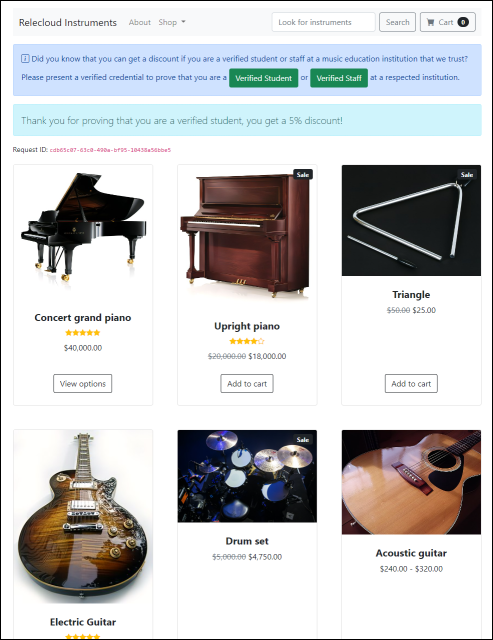 Relecloud Instruments About Shop Look for instruments Search Cart 0
Did you know that you can get a discount if you are a verified student or staff at a music education institution that we trust?
Please present a verified credential to prove that you are a Verified Student or Verified Staff at a respected institution.
Thank you for proving that you are a verified student, you get a 5% discount!
Request ID: cdb65c07-63c0-490a-bf95-10438a56bbe5
Concert grand piano
$40,000.00
View options
Sale
Upright piano
$20,000.00 $18,000.00
Add to cart
Sale
Triangle
$50.00 $25.00
Add to cart
Electric Guitar
Sale
Drum set
$5,000.00 $4,750.00
Acoustic guitar
$240.00 - $320.00